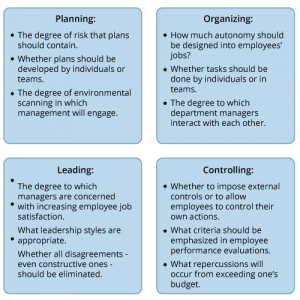 Planning:
• The degree of risk that plans
should contain.
• Whether plans should be
developed by individuals or
teams.
• The degree of environmental
scanning in which
management will engage.
Organizing:
• How much autonomy should
be designed into employees'
jobs?
• Whether tasks should be
done by individuals or in
teams.
• The degree to which
department managers
interact with each other.
Leading:
• The degree to which
managers are concerned
• with increasing employee job
satisfaction.
What leadership styles are
• appropriate.
Whether all disagreements -
even constructive ones -
should be eliminated.
Controlling:
• Whether to impose external
controls or to allow
employees to control their
own actions.
• What criteria should be
emphasized in employee
performance evaluations.
• What repercussions will
occur from exceeding one's
budget.